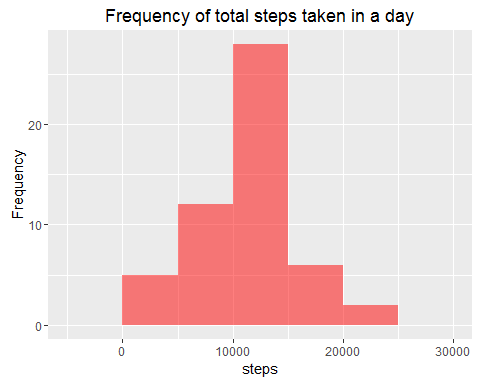 Frequency of total steps taken in a day
Frequency
20
10
0
0 10000 20000 30000
steps